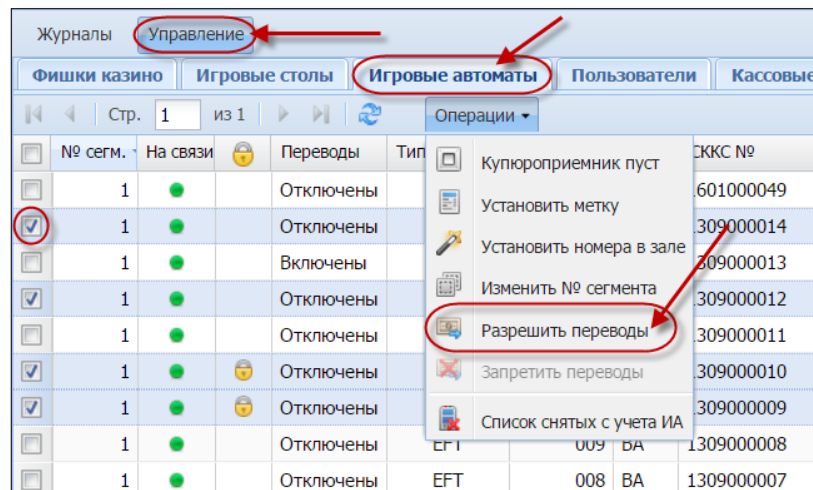 Журналы Управление
Фишки казино Игровые столы Игровые автоматы Пользователи Кассовые
Стр. 1 из 1 Операции
№ сегм. На связи Переводы Тип СККС №
1 Отключены 1601000049
1 Отключены 1309000014
1 Включены 1309000013
1 Отключены 1309000012
1 Отключены 1309000011
1 Отключены 1309000010
1 Отключены 1309000009
1 Отключены EFT 009 BA 1309000008
1 Отключены EFT 008 BA 1309000007
Купюроприемник пуст
Установить метку
Установить номера в зале
Изменить № сегмента
Разрешить переводы
Запретить переводы
Список снятых с учета ИА